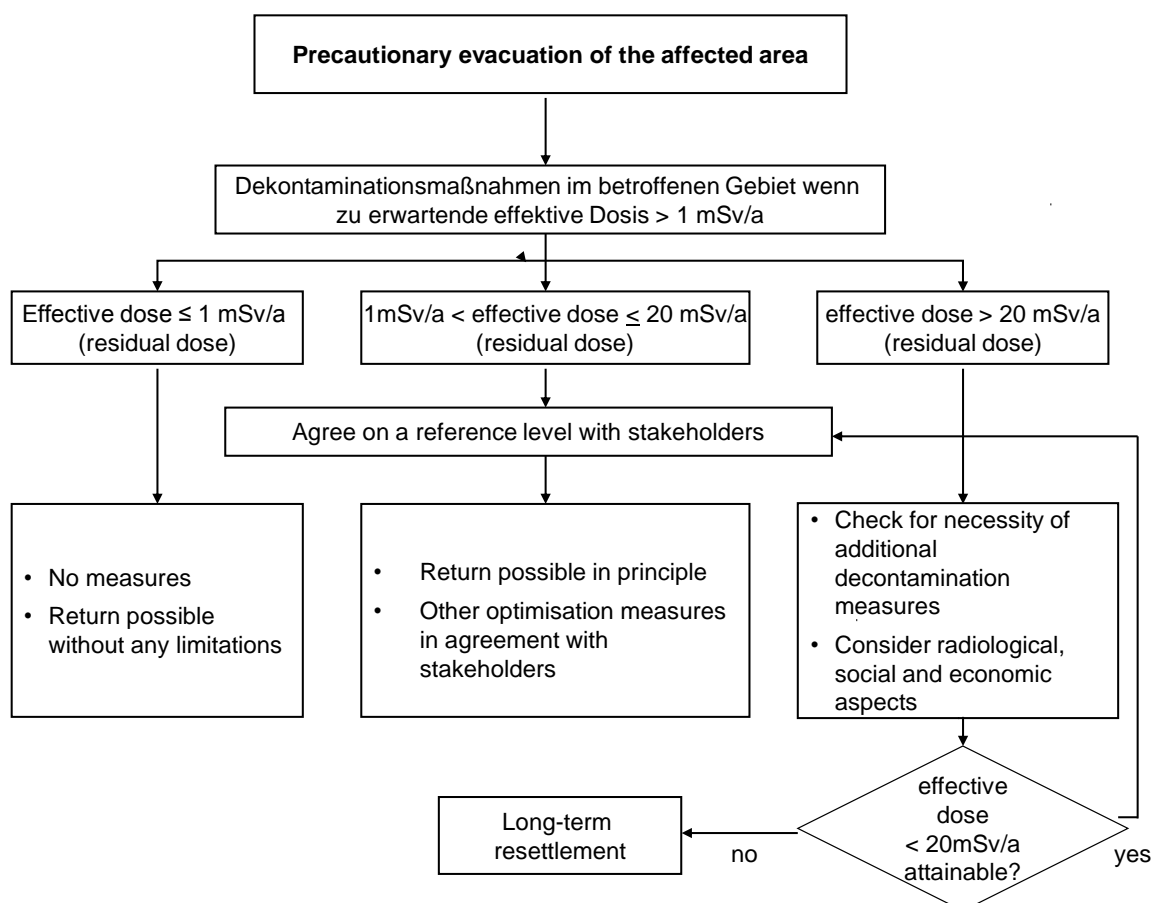 Precautionary evacuation of the affected area
Dekontaminationsmaßnahmen im betroffenen Gebiet wenn
zu erwartende effektive Dosis > 1 mSv/a
Effective dose ≤ 1 mSv/a
(residual dose)
1mSv/a < effective dose ≤ 20 mSv/a
(residual dose)
effective dose > 20 mSv/a
(residual dose)
Agree on a reference level with stakeholders
• No measures
• Return possible
without any limitations
• Return possible in principle
• Other optimisation measures
in agreement with
stakeholders
• Check for necessity of
additional
decontamination
measures
• Consider radiological,
social and economic
aspects
effective
dose
< 20mSv/a
attainable?
no
yes
Long-term
resettlement